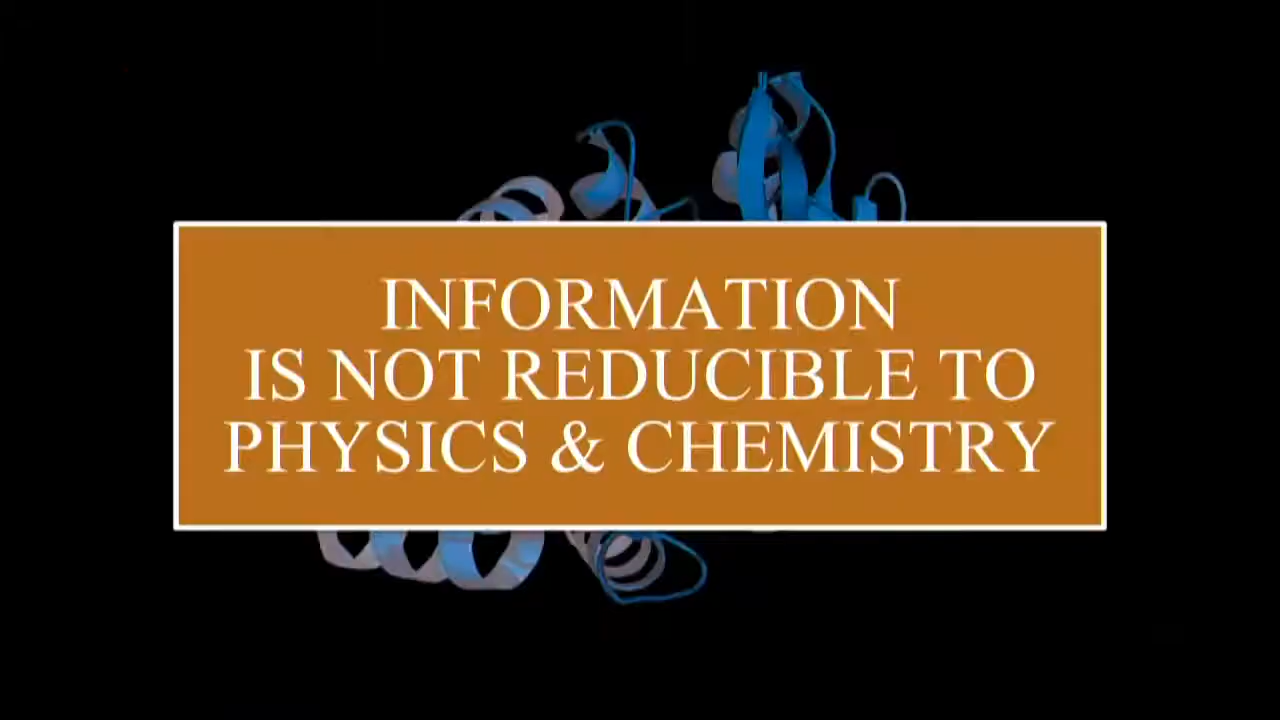 INFORMATION
IS NOT REDUCIBLE TO
PHYSICS & CHEMISTRY